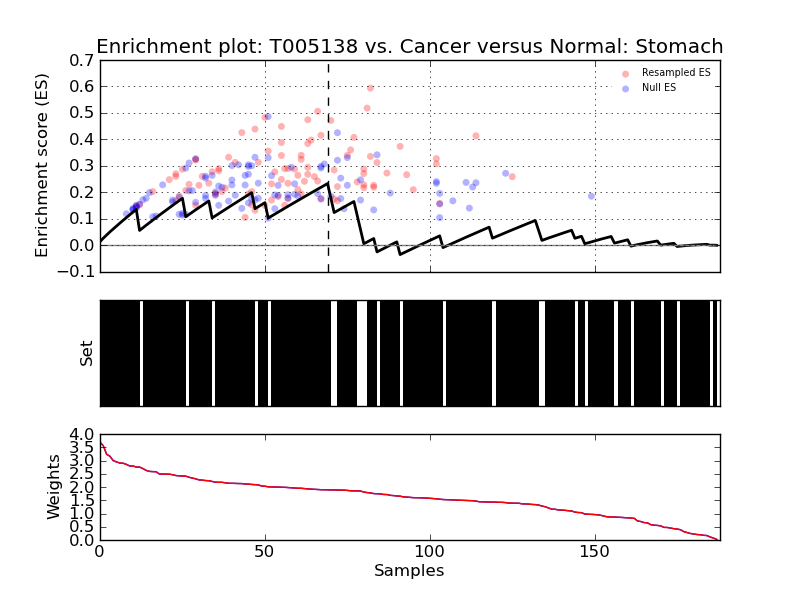 Enrichment plot: T005138 vs. Cancer versus Normal: Stomach
Enrichment score (ES)
0.7
0.6
0.5
0.4
0.3
0.2
0.1
0.0
−0.1
Resampled ES
Null ES
Set
Weights
4.0
3.5
3.0
2.5
2.0
1.5
1.0
0.5
0.0
0 50 100 150
Samples